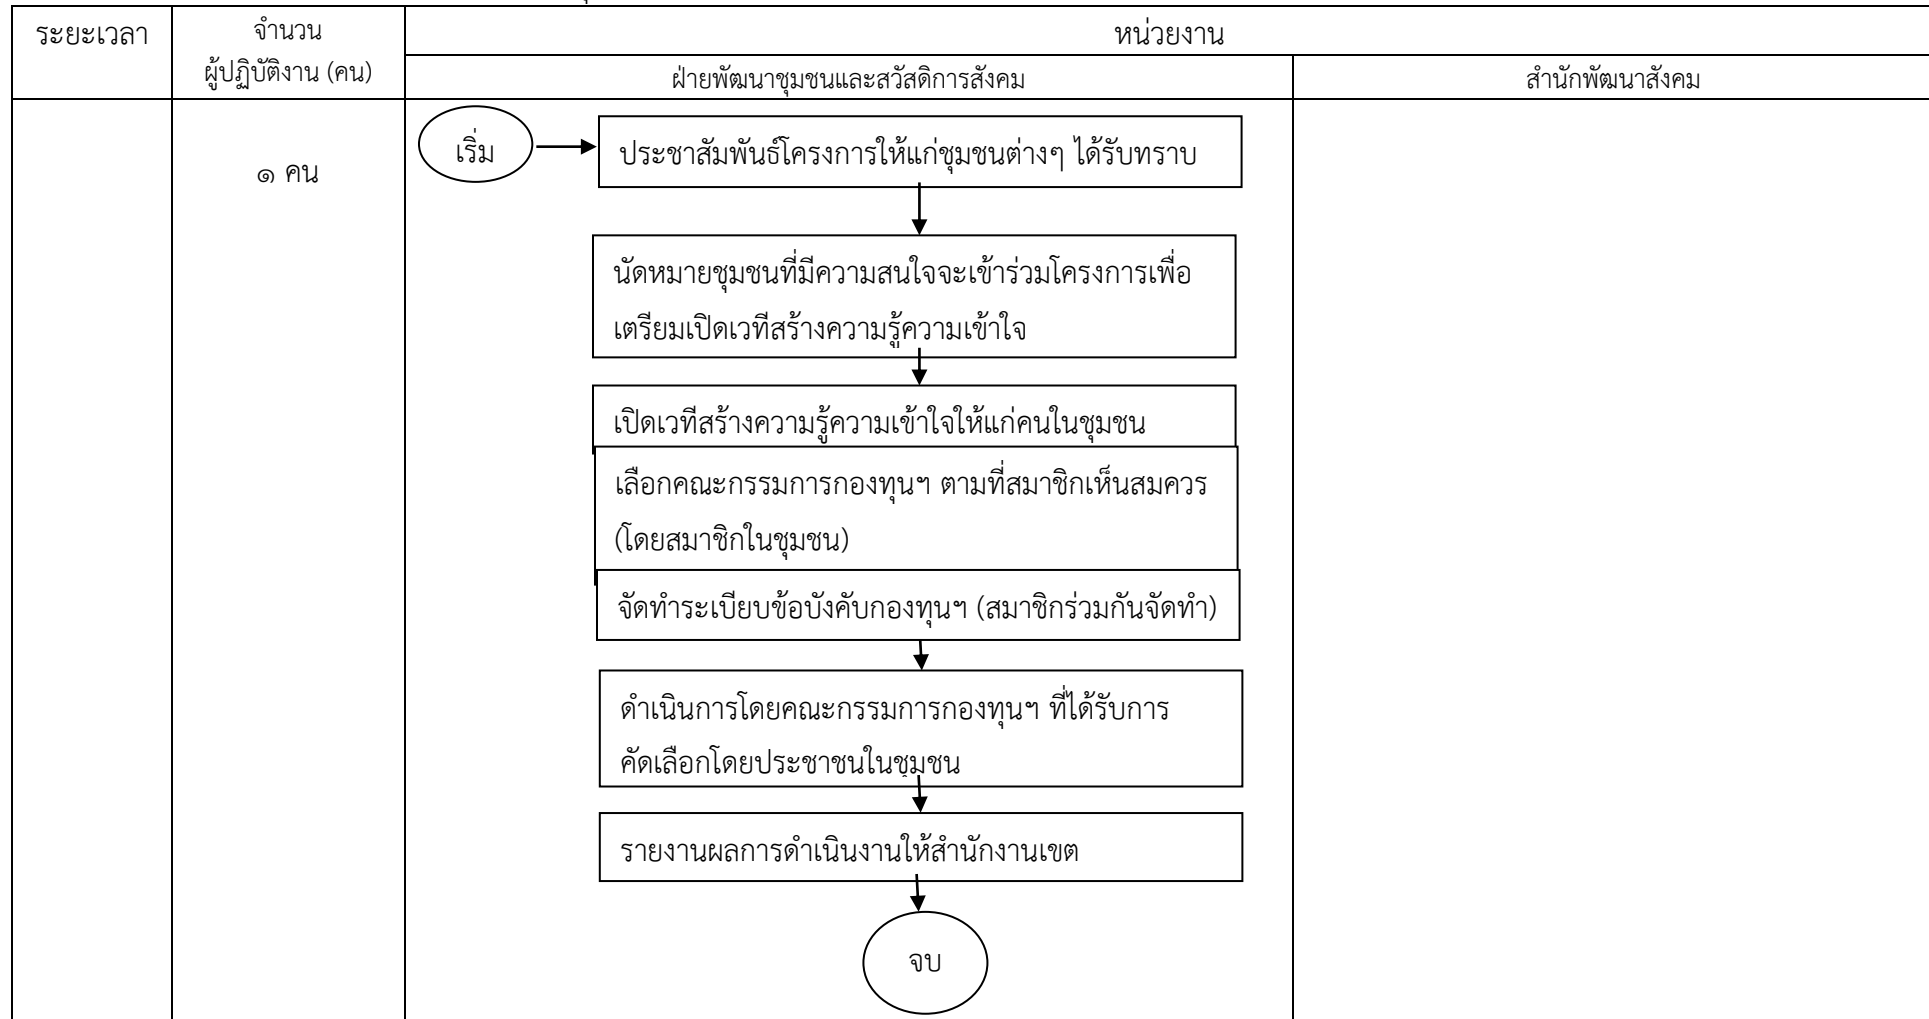 ระยะเวลา
จำนวน
ผู้ปฏิบัติงาน (คน)
หน่วยงาน
ฝ่ายพัฒนาชุมชนและสวัสดิการสังคม
สำนักพัฒนาสังคม
๑ คน
เริ่ม
ประชาสัมพันธ์โครงการให้แก่ชุมชนต่างๆ ได้รับทราบ
นัดหมายชุมชนที่มีความสนใจจะเข้าร่วมโครงการเพื่อ
เตรียมเปิดเวทีสร้างความรู้ความเข้าใจ
เปิดเวทีสร้างความรู้ความเข้าใจให้แก่คนในชุมชน
เลือกคณะกรรมการกองทุนฯ ตามที่สมาชิกเห็นสมควร
(โดยสมาชิกในชุมชน)
จัดทำระเบียบข้อบังคับกองทุนฯ (สมาชิกร่วมกันจัดทำ)
ดำเนินการโดยคณะกรรมการกองทุนฯ ที่ได้รับการ
คัดเลือกโดยประชาชนในชุมชน
รายงานผลการดำเนินงานให้สำนักงานเขต
จบ